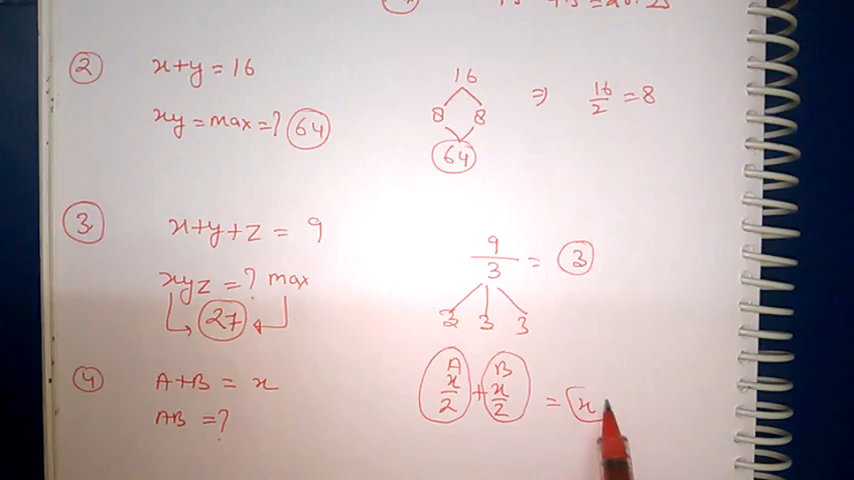 ② x+y=16
xy=max=? 64
16
8 8
64
⇒ 16/2 = 8
③ x+y+z = 9
xyz =? max
27
9/3 = 3
3 3 3
④ A+B = x
AB =?
A B
x/2 + x/2 = x